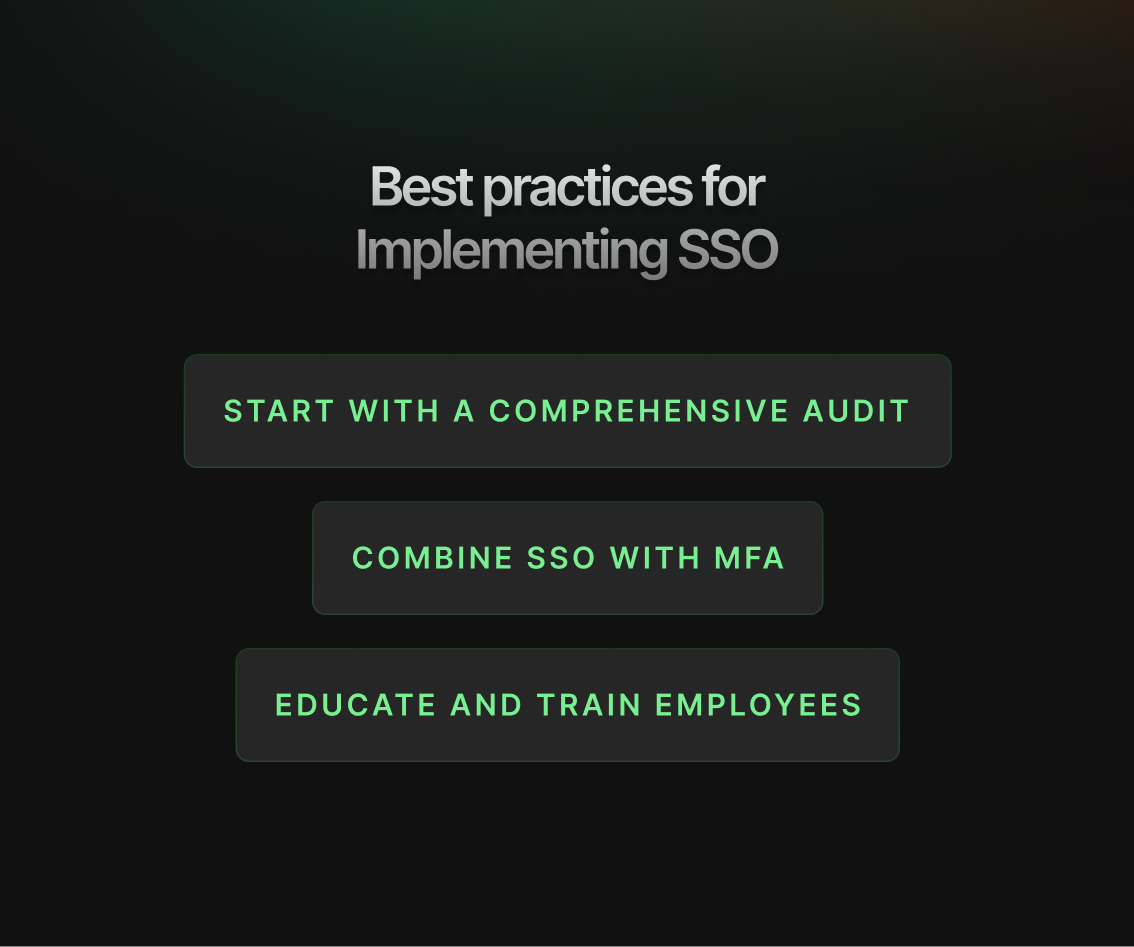 Best practices for
Implementing SSO
START WITH A COMPREHENSIVE AUDIT
COMBINE SSO WITH MFA
EDUCATE AND TRAIN EMPLOYEES